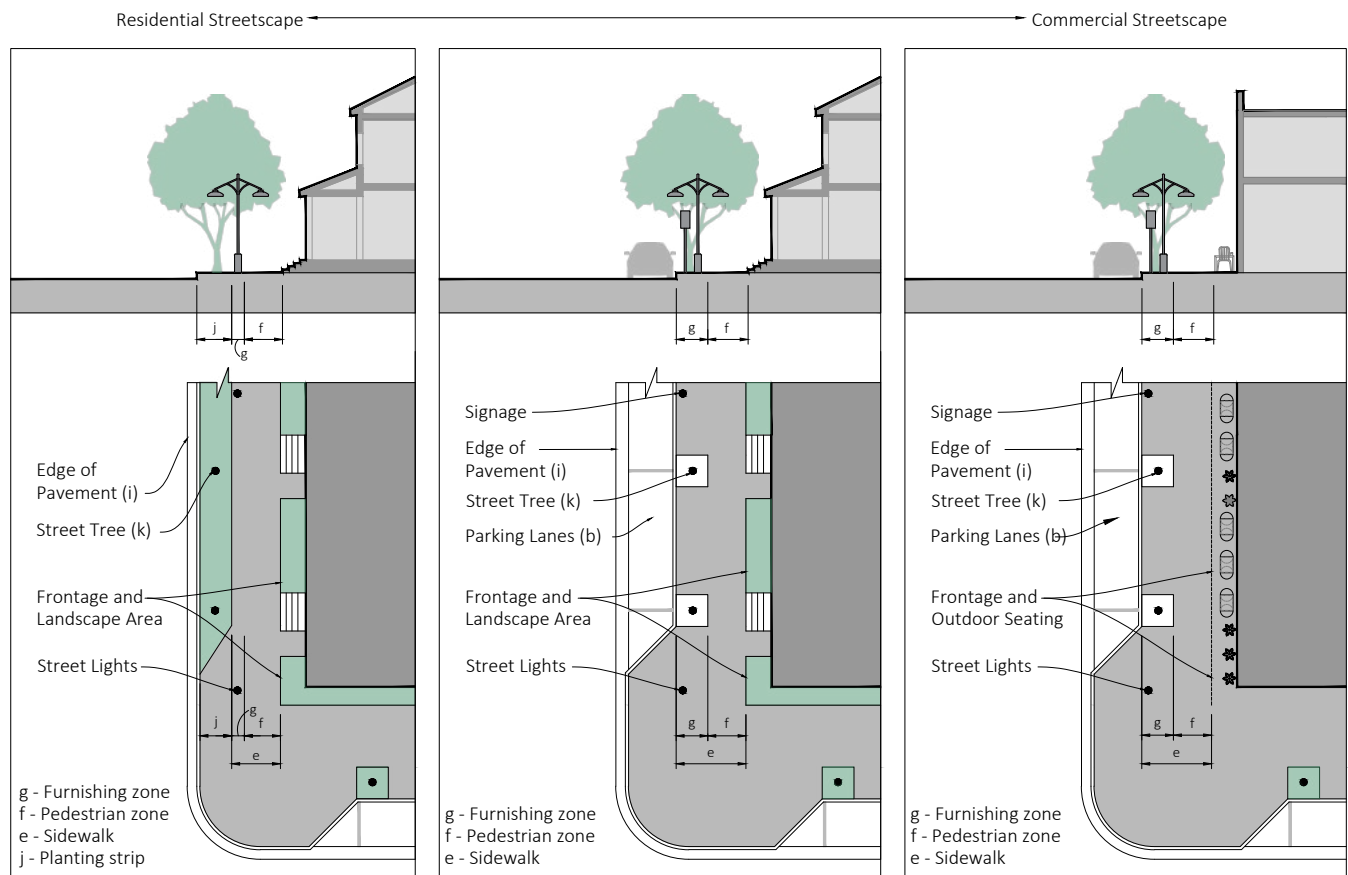 Residential Streetscape
Commercial Streetscape
j
f
g
Edge of
Pavement (i)
Street Tree (k)
Frontage and
Landscape Area
Street Lights
g
j
f
e
g - Furnishing zone
f - Pedestrian zone
e - Sidewalk
j - Planting strip
g
f
Signage
Edge of
Pavement (i)
Street Tree (k)
Parking Lanes (b)
Frontage and
Landscape Area
Street Lights
g
f
e
g - Furnishing zone
f - Pedestrian zone
e - Sidewalk
g
f
Signage
Edge of
Pavement (i)
Street Tree (k)
Parking Lanes (b)
Frontage and
Outdoor Seating
Street Lights
g
f
e
g - Furnishing zone
f - Pedestrian zone
e - Sidewalk